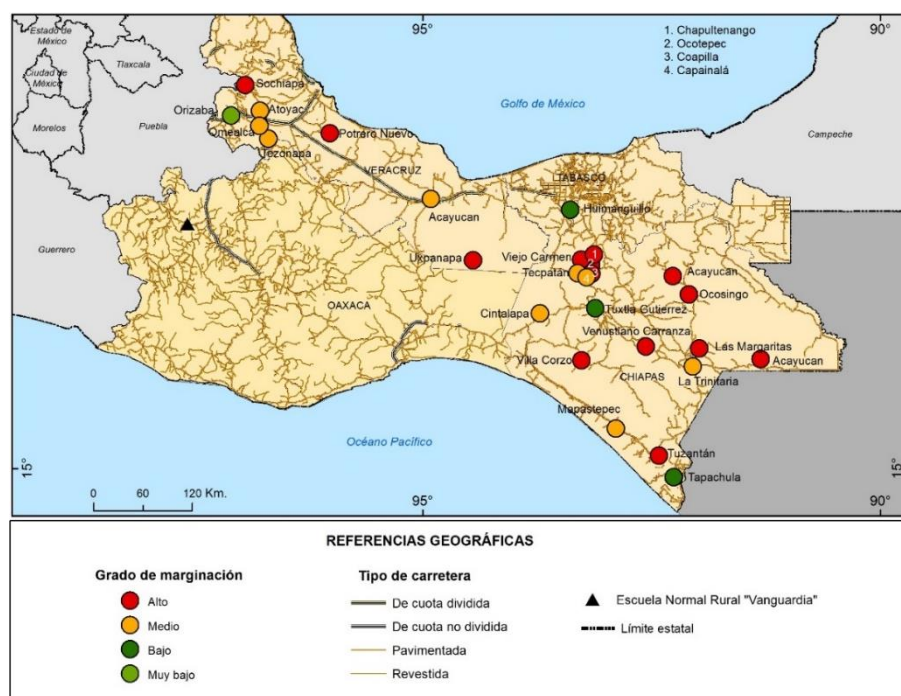 95°
90°
Estado de
México
Tlaxcala
Ciudad de
México
Morelos
Puebla
Guerrero
1. Chapultenango
2. Ocotepec
3. Coapilla
4. Capainalá
Golfo de México
Campeche
Sochiapa
Orizaba
Atoyac
Omealca
Tezonapa
Potrero Nuevo
VERACRUZ
TABASCO
Acayucan
Huimanguillo
Uxpanapa
Viejo Carmen
1
2
3
4
Tecpatán
Acayucan
Ocosingo
OAXACA
Cintalapa
Tuxtla Gutierrez
Venustiano Carranza
Las Margaritas
Villa Corzo
Acayucan
CHIAPAS
La Trinitaria
Mapastepec
Océano Pacífico
Tuzantán
Tapachula
15°
15°
0 60 120 Km.
95°
90°
REFERENCIAS GEOGRÁFICAS
Grado de marginación
Alto
Medio
Bajo
Muy bajo
Tipo de carretera
De cuota dividida
De cuota no dividida
Pavimentada
Revestida
Escuela Normal Rural "Vanguardia"
Límite estatal